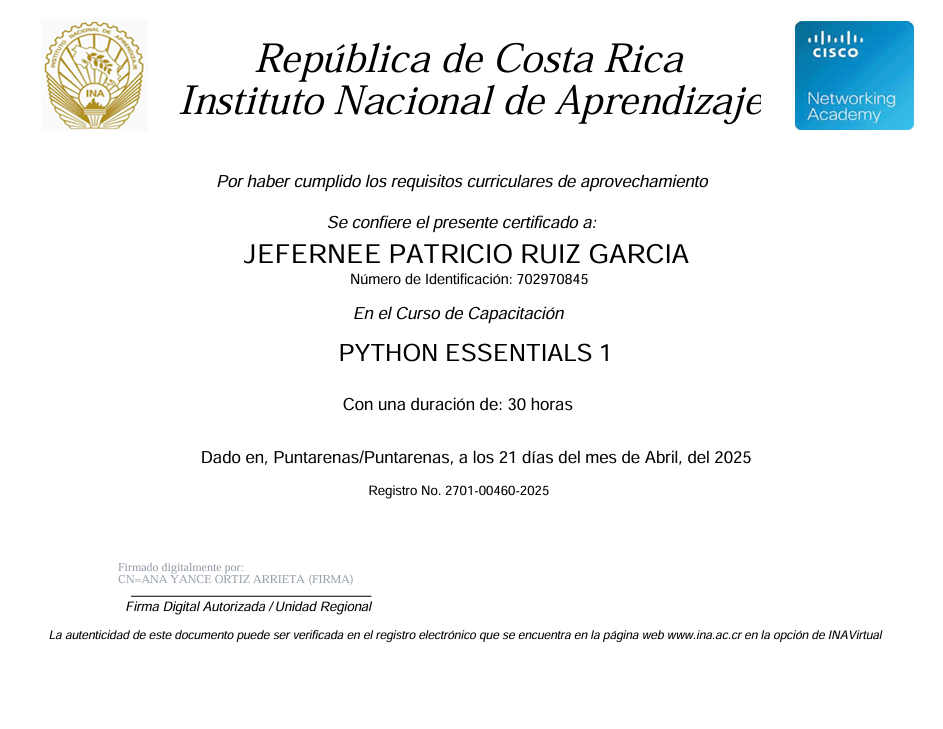 INSTITUTO NACIONAL DE APRENDIZAJE
INA
República de Costa Rica
Instituto Nacional de Aprendizaje
CISCO
Networking
Academy
Por haber cumplido los requisitos curriculares de aprovechamiento
Se confiere el presente certificado a:
JEFERNEE PATRICIO RUIZ GARCIA
Número de Identificación: 702970845
En el Curso de Capacitación
PYTHON ESSENTIALS 1
Con una duración de: 30 horas
Dado en, Puntarenas/Puntarenas, a los 21 días del mes de Abril, del 2025
Registro No. 2701-00460-2025
Firmado digitalmente por:
CN=ANA YANCE ORTIZ ARRIETA (FIRMA)
Firma Digital Autorizada / Unidad Regional
La autenticidad de este documento puede ser verificada en el registro electrónico que se encuentra en la página web www.ina.ac.cr en la opción de INAVirtual